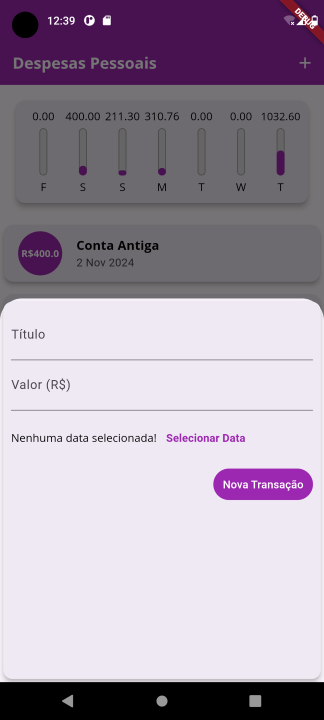 12:39
DEBUG
Despesas Pessoais
+
0.00 400.00 211.30 310.76 0.00 0.00 1032.60
F S S M T W T
R$400.0
Conta Antiga
2 Nov 2024
Título
Valor (R$)
Nenhuma data selecionada! Selecionar Data
Nova Transação